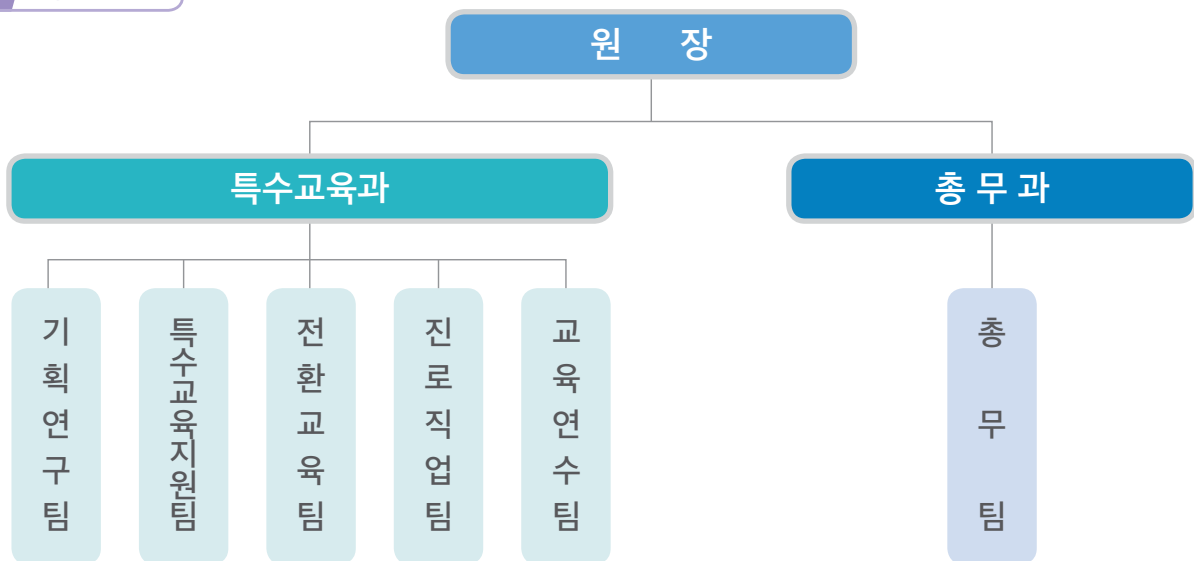 원 장
특수교육과
총 무 과
기획연구팀
특수교육지원팀
전환교육팀
진로직업팀
교육연수팀
총무팀